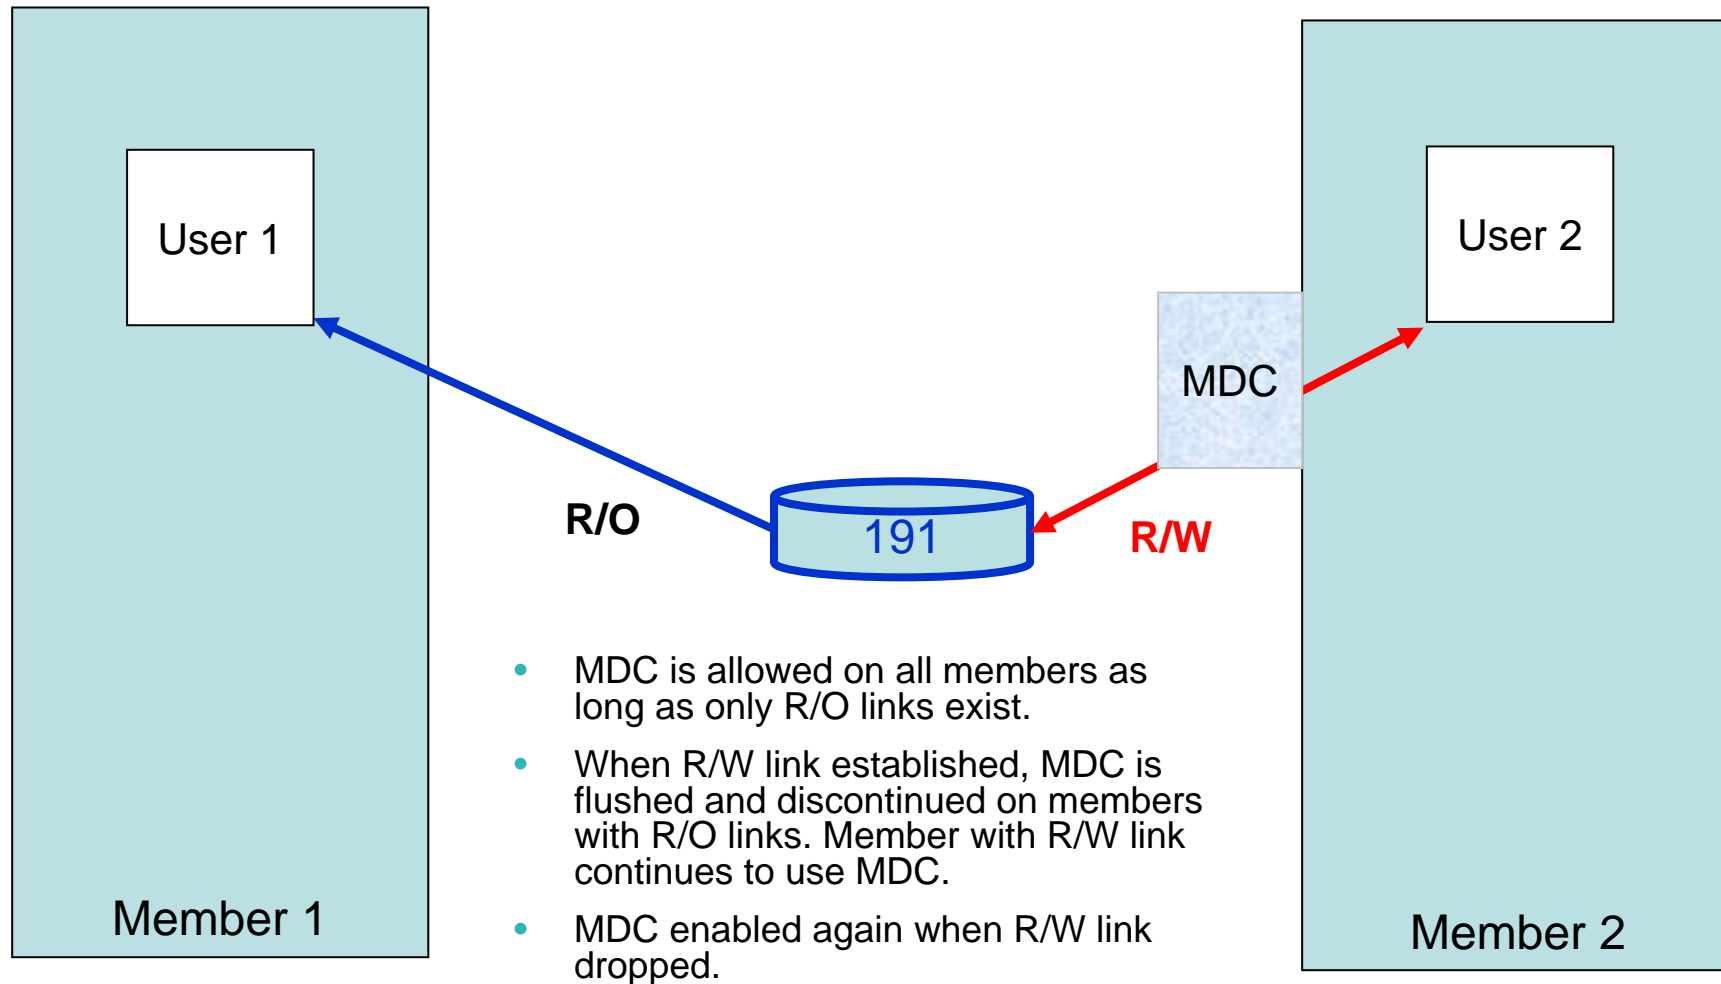 User 1
User 2
MDC
R/O
191
R/W
• MDC is allowed on all members as
long as only R/O links exist.
• When R/W link established, MDC is
flushed and discontinued on members
with R/O links. Member with R/W link
continues to use MDC.
• MDC enabled again when R/W link
dropped.
Member 1
Member 2